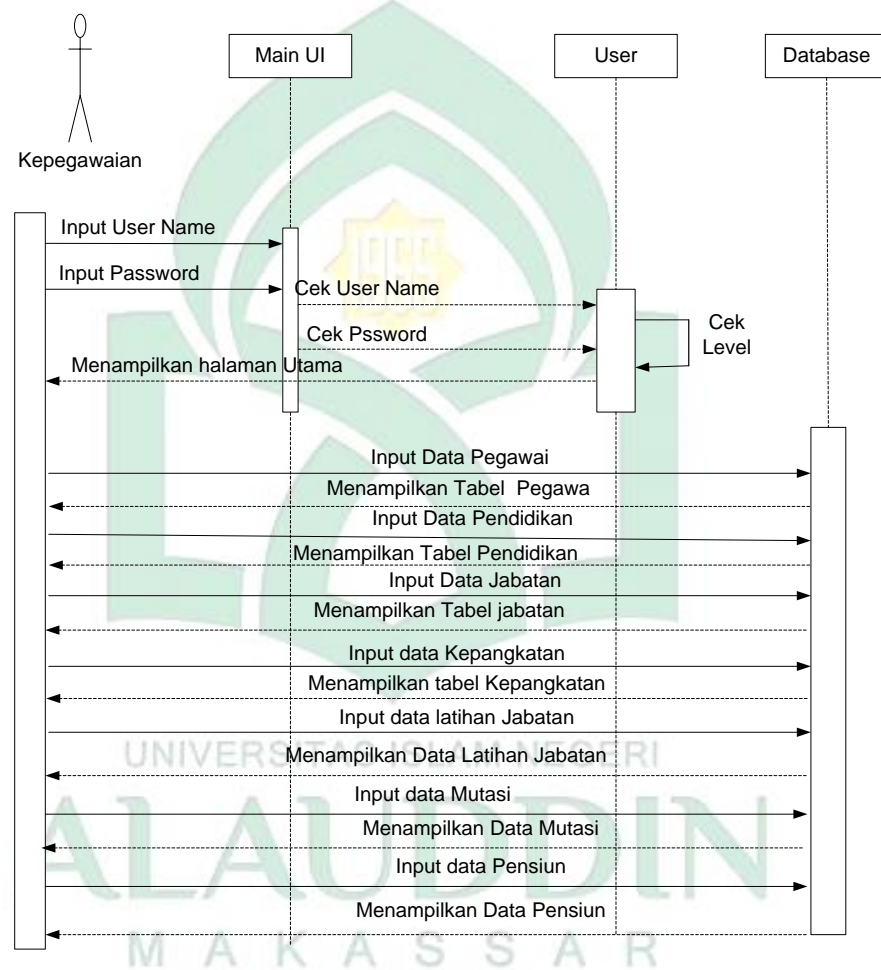 Main UI
User
Database
Kepegawaian
Input User Name
Input Password
Cek User Name
Cek Pssword
Cek
Level
Menampilkan halaman Utama
Input Data Pegawai
Menampilkan Tabel Pegawa
Input Data Pendidikan
Menampilkan Tabel Pendidikan
Input Data Jabatan
Menampilkan Tabel jabatan
Input data Kepangkatan
Menampilkan tabel Kepangkatan
Input data latihan Jabatan
UNIVERSITAS ISLAM NEGERI
Menampilkan Data Latihan Jabatan
Input data Mutasi
ALAUDDIN
Menampilkan Data Mutasi
Input data Pensiun
Menampilkan Data Pensiun
MAKASSAR
1965